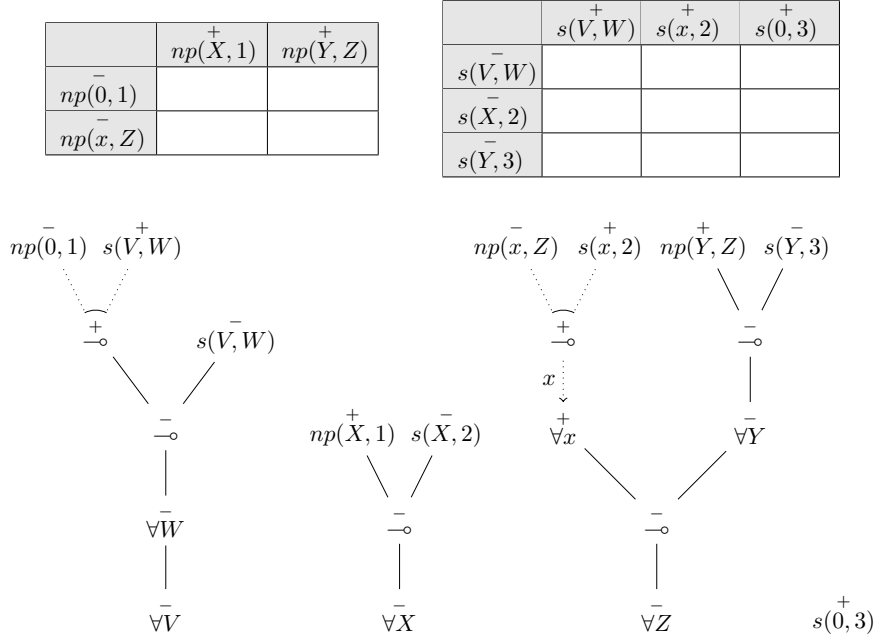 + + + + +
np(X, 1) np(Y, Z) s(V, W) s(x, 2) s(0, 3)
− −
np(0, 1) s(V, W)
− −
np(x, Z) s(X, 2)
−
s(Y, 3)
− + − + + −
np(0, 1) s(V, W) np(x, Z) s(x, 2) np(Y, Z) s(Y, 3)
+ − + −
⊸ s(V, W) ⊸ ⊸
x
− + − + −
⊸ np(X, 1) s(X, 2) ∀x ∀Y
− − −
∀W ⊸ ⊸
− − − +
∀V ∀X ∀Z s(0, 3)